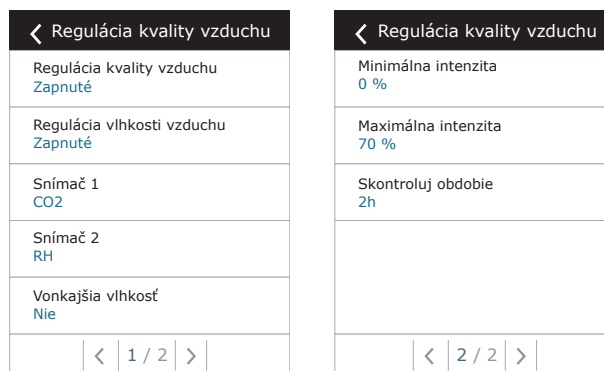 Regulácia kvality vzduchu
Regulácia kvality vzduchu
Zapnuté
Regulácia vlhkosti vzduchu
Zapnuté
Snímač 1
CO2
Snímač 2
RH
Vonkajšia vlhkosť
Nie
1 / 2
Regulácia kvality vzduchu
Minimálna intenzita
0 %
Maximálna intenzita
70 %
Skontroluj obdobie
2h
2 / 2